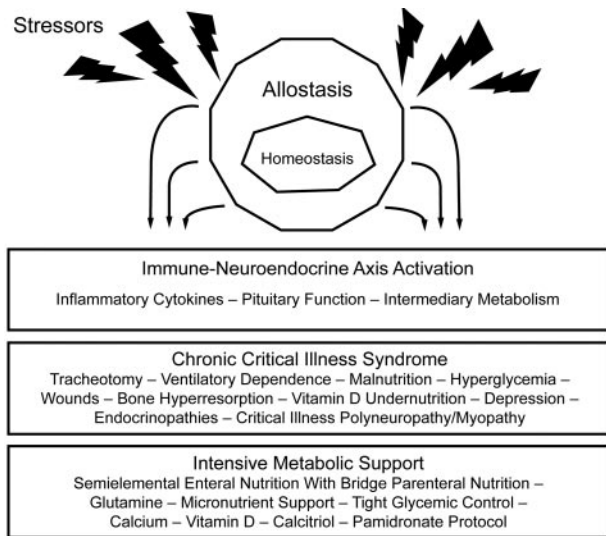 Stressors
Allostasis
Homeostasis
Immune-Neuroendocrine Axis Activation
Inflammatory Cytokines – Pituitary Function – Intermediary Metabolism
Chronic Critical Illness Syndrome
Tracheotomy – Ventilatory Dependence – Malnutrition – Hyperglycemia –
Wounds – Bone Hyperresorption – Vitamin D Undernutrition – Depression –
Endocrinopathies – Critical Illness Polyneuropathy/Myopathy
Intensive Metabolic Support
Semielemental Enteral Nutrition With Bridge Parenteral Nutrition –
Glutamine – Micronutrient Support – Tight Glycemic Control –
Calcium – Vitamin D – Calcitriol – Pamidronate Protocol